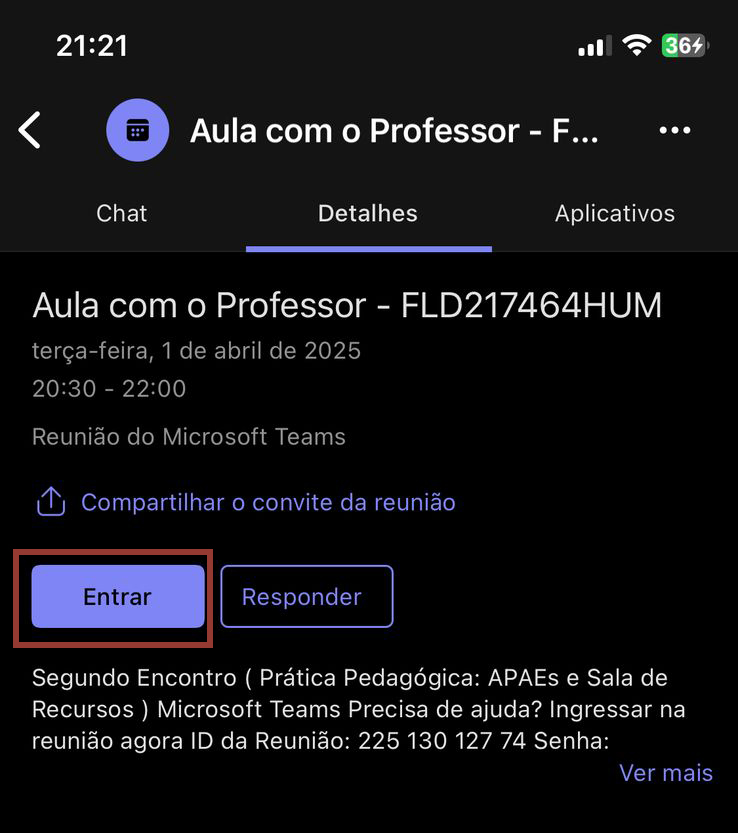 21:21
36
Aula com o Professor - F...
Chat
Detalhes
Aplicativos
Aula com o Professor - FLD217464HUM
terça-feira, 1 de abril de 2025
20:30 - 22:00
Reunião do Microsoft Teams
Compartilhar o convite da reunião
Entrar
Responder
Segundo Encontro ( Prática Pedagógica: APAEs e Sala de
Recursos ) Microsoft Teams Precisa de ajuda? Ingressar na
reunião agora ID da Reunião: 225 130 127 74 Senha:
Ver mais